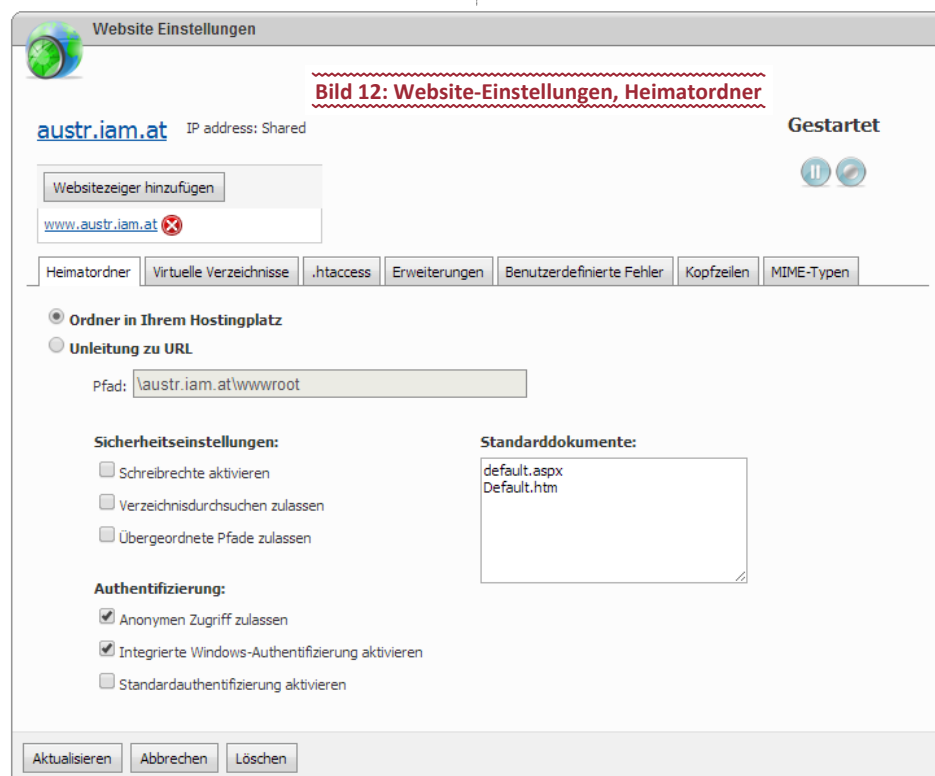 Website Einstellungen
Bild 12: Website-Einstellungen, Heimatordner
austr.iam.at IP address: Shared
Gestartet
Websitezeiger hinzufügen
www.austr.iam.at
Heimatordner Virtuelle Verzeichnisse .htaccess Erweiterungen Benutzerdefinierte Fehler Kopfzeilen MIME-Typen
Ordner in Ihrem Hostingplatz
Unleitung zu URL
Pfad: \austr.iam.at\wwwroot
Sicherheitseinstellungen:
Schreibrechte aktivieren
Verzeichnisdurchsuchen zulassen
Übergeordnete Pfade zulassen
Standarddokumente:
default.aspx
Default.htm
Authentifizierung:
Anonymen Zugriff zulassen
Integrierte Windows-Authentifizierung aktivieren
Standardauthentifizierung aktivieren
Aktualisieren Abbrechen Löschen